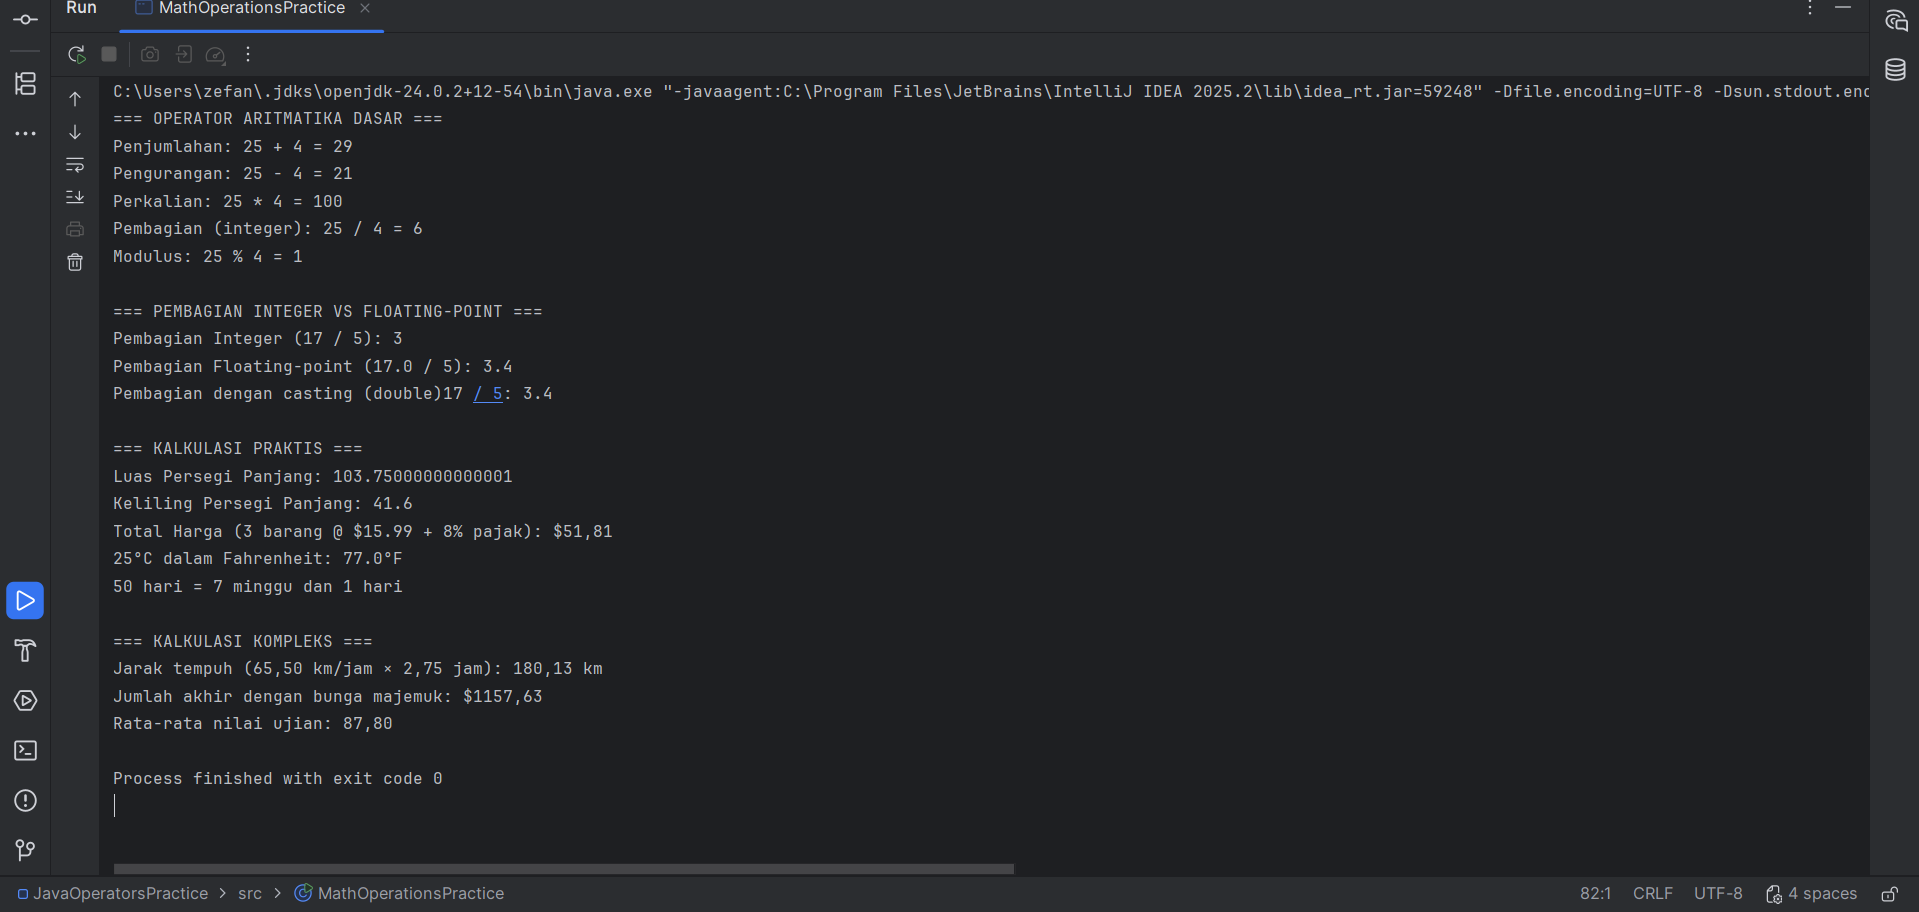 Run MathOperationsPractice
C:\Users\zefan\.jdks\openjdk-24.0.2+12-54\bin\java.exe "-javaagent:C:\Program Files\JetBrains\IntelliJ IDEA 2025.2\lib\idea_rt.jar=59248" -Dfile.encoding=UTF-8 -Dsun.stdout.enc
=== OPERATOR ARITMATIKA DASAR ===
Penjumlahan: 25 + 4 = 29
Pengurangan: 25 - 4 = 21
Perkalian: 25 * 4 = 100
Pembagian (integer): 25 / 4 = 6
Modulus: 25 % 4 = 1
=== PEMBAGIAN INTEGER VS FLOATING-POINT ===
Pembagian Integer (17 / 5): 3
Pembagian Floating-point (17.0 / 5): 3.4
Pembagian dengan casting (double)17 / 5: 3.4
=== KALKULASI PRAKTIS ===
Luas Persegi Panjang: 103.75000000000001
Keliling Persegi Panjang: 41.6
Total Harga (3 barang @ $15.99 + 8% pajak): $51,81
25°C dalam Fahrenheit: 77.0°F
50 hari = 7 minggu dan 1 hari
=== KALKULASI KOMPLEKS ===
Jarak tempuh (65,50 km/jam × 2,75 jam): 180,13 km
Jumlah akhir dengan bunga majemuk: $1157,63
Rata-rata nilai ujian: 87,80
Process finished with exit code 0
JavaOperatorsPractice > src > MathOperationsPractice 82:1 CRLF UTF-8 4 spaces